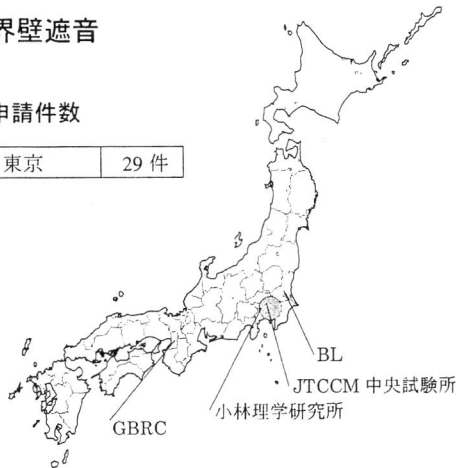 界壁遮音
申請件数
東京 29 件
BL
JTCCM 中央試験所
小林理学研究所
GBRC